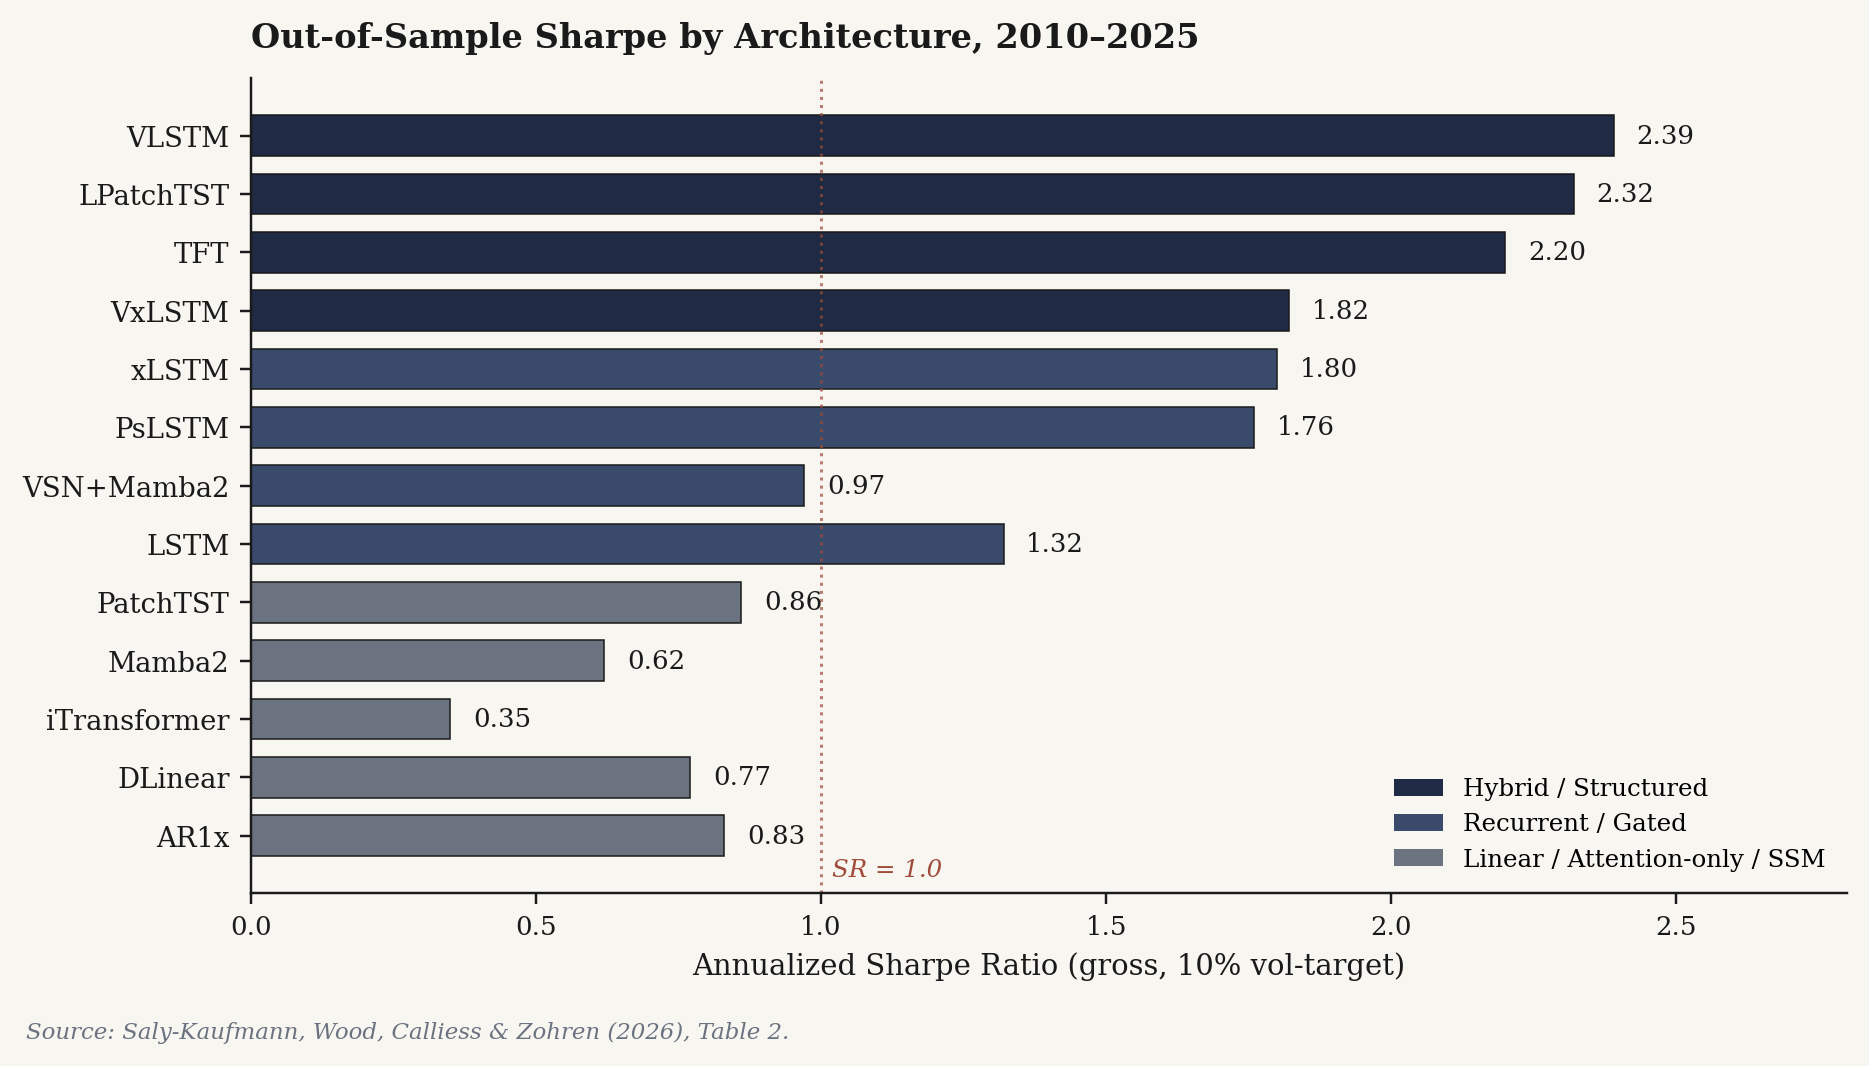 Out-of-Sample Sharpe by Architecture, 2010–2025
VLSTM 2.39
LPatchTST 2.32
TFT 2.20
VxLSTM 1.82
xLSTM 1.80
PsLSTM 1.76
VSN+Mamba2 0.97
LSTM 1.32
PatchTST 0.86
Mamba2 0.62
iTransformer 0.35
DLinear 0.77
AR1x 0.83
SR = 1.0
Hybrid / Structured
Recurrent / Gated
Linear / Attention-only / SSM
0.0 0.5 1.0 1.5 2.0 2.5
Annualized Sharpe Ratio (gross, 10% vol-target)
Source: Saly-Kaufmann, Wood, Calliess & Zohren (2026), Table 2.